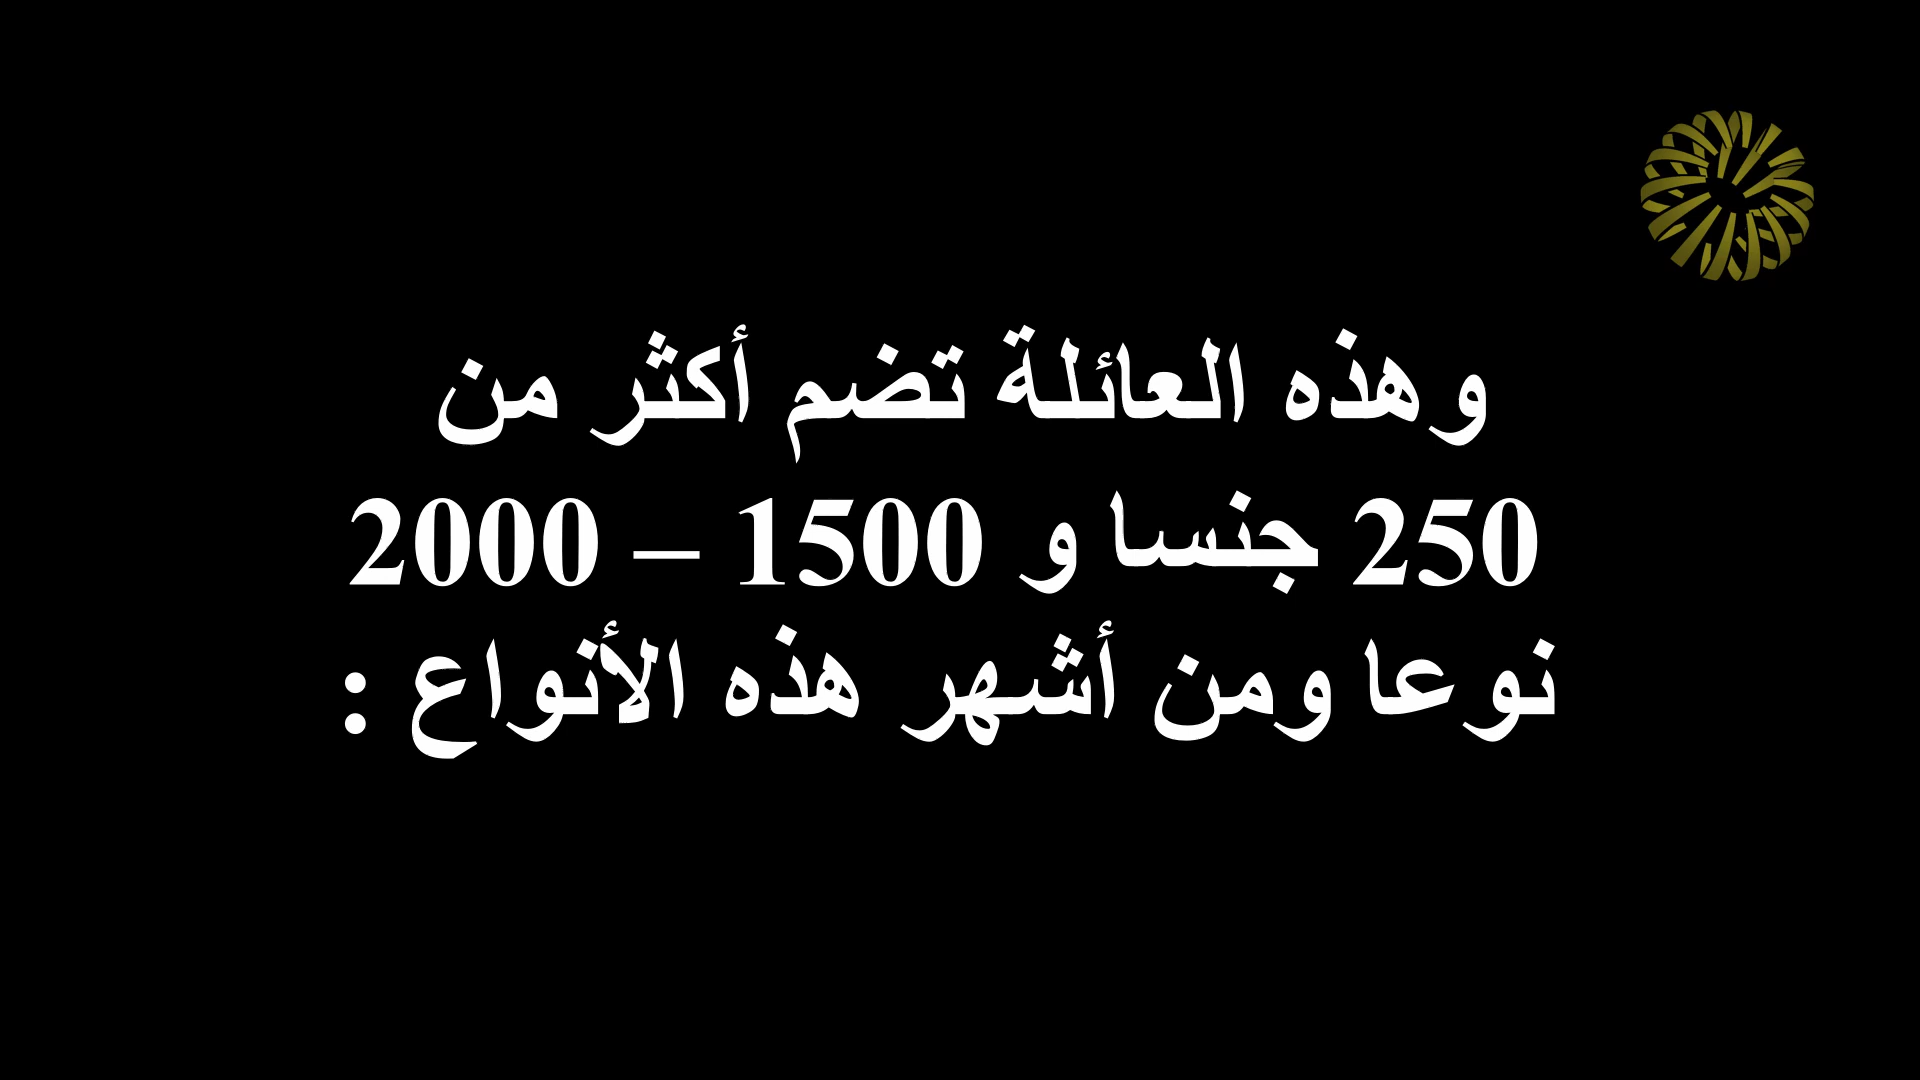 وهذه العائلة تضم أكثر من
250 جنسا و 1500 – 2000
نوعا ومن أشهر هذه الأنواع :